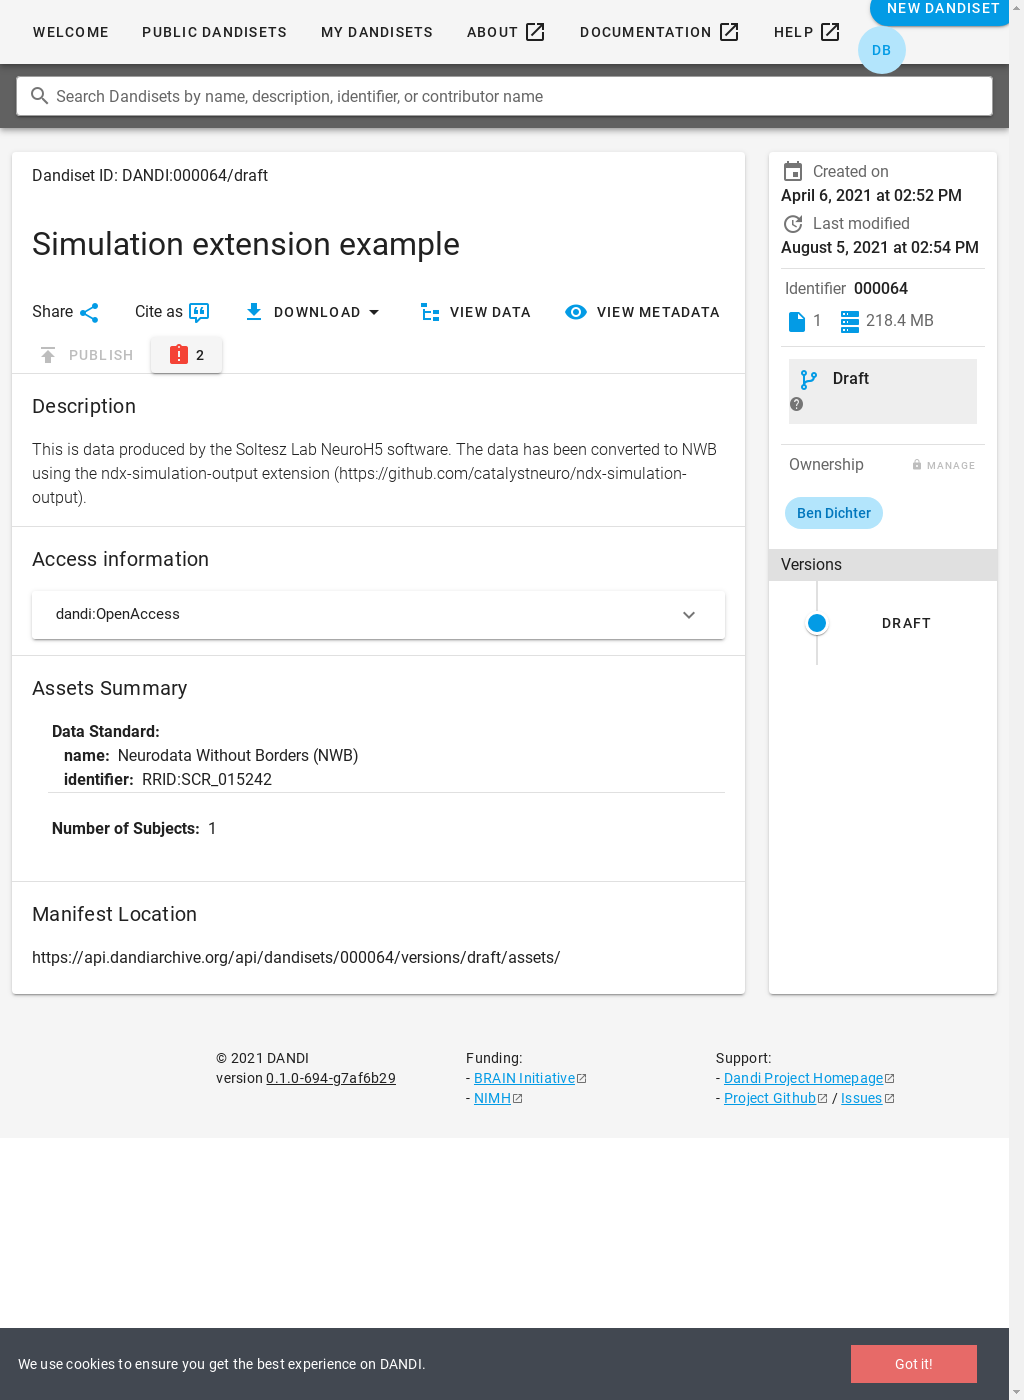 WELCOME PUBLIC DANDISETS MY DANDISETS ABOUT DOCUMENTATION HELP NEW DANDISET
DB
Search Dandisets by name, description, identifier, or contributor name
Dandiset ID: DANDI:000064/draft
Simulation extension example
Share Cite as DOWNLOAD VIEW DATA VIEW METADATA
PUBLISH 2
Description
This is data produced by the Soltesz Lab NeuroH5 software. The data has been converted to NWB
using the ndx-simulation-output extension (https://github.com/catalystneuro/ndx-simulation-
output).
Access information
dandi:OpenAccess
Assets Summary
Data Standard:
name: Neurodata Without Borders (NWB)
identifier: RRID:SCR_015242
Number of Subjects: 1
Manifest Location
https://api.dandiarchive.org/api/dandisets/000064/versions/draft/assets/
Created on
April 6, 2021 at 02:52 PM
Last modified
August 5, 2021 at 02:54 PM
Identifier 000064
1 218.4 MB
Draft
Ownership MANAGE
Ben Dichter
Versions
DRAFT
© 2021 DANDI
version 0.1.0-694-g7af6b29
Funding:
- BRAIN Initiative
- NIMH
Support:
- Dandi Project Homepage
- Project Github / Issues
We use cookies to ensure you get the best experience on DANDI.
Got it!